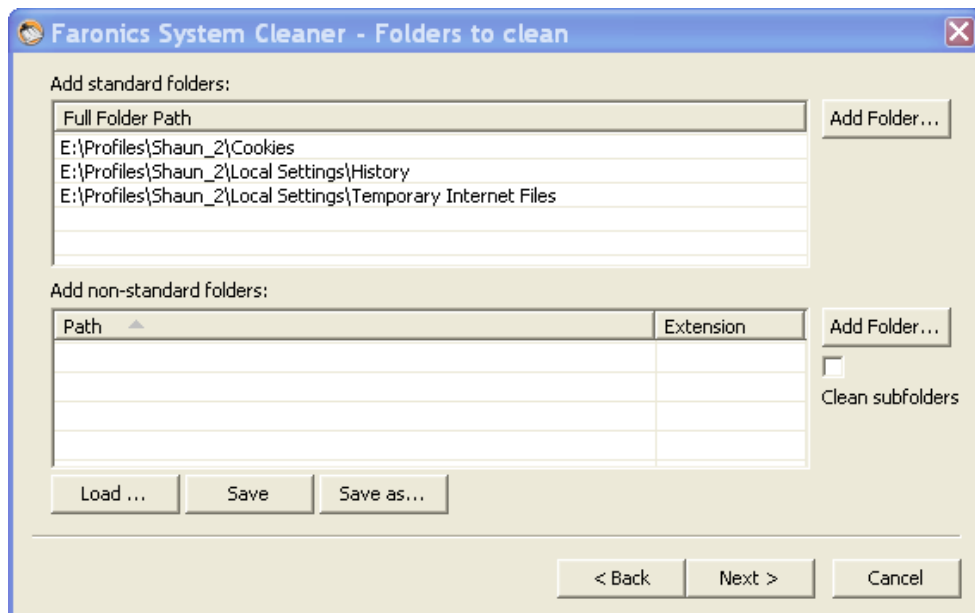 Faronics System Cleaner - Folders to clean
Add standard folders:
Full Folder Path
Add Folder...
E:\Profiles\Shaun_2\Cookies
E:\Profiles\Shaun_2\Local Settings\History
E:\Profiles\Shaun_2\Local Settings\Temporary Internet Files
Add non-standard folders:
Path Extension
Add Folder...
Clean subfolders
Load ... Save Save as...
< Back Next > Cancel